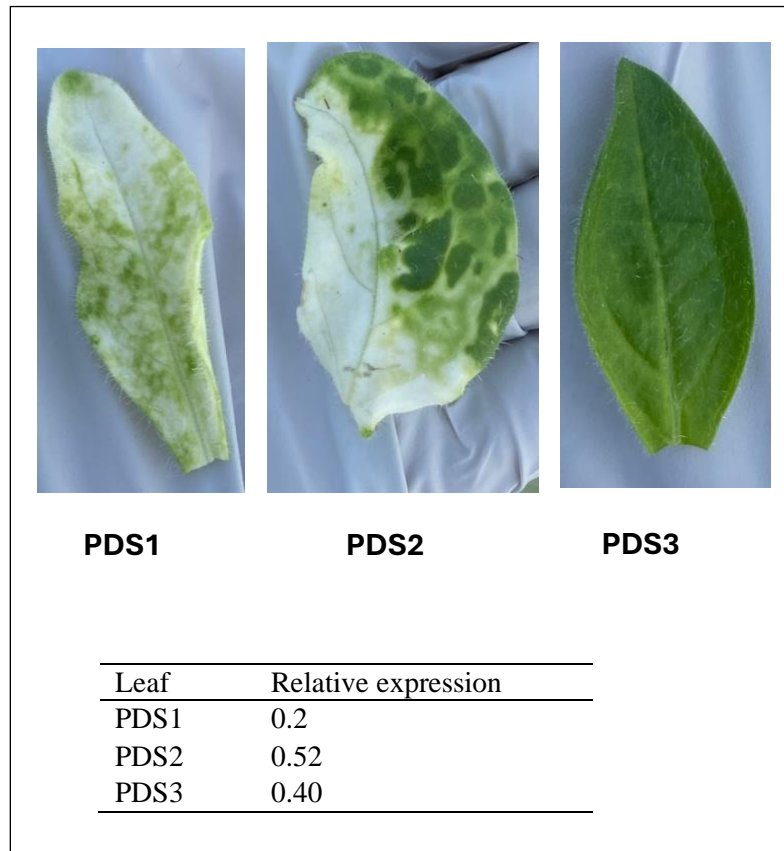 PDS1 PDS2 PDS3
Leaf Relative expression
PDS1 0.2
PDS2 0.52
PDS3 0.40